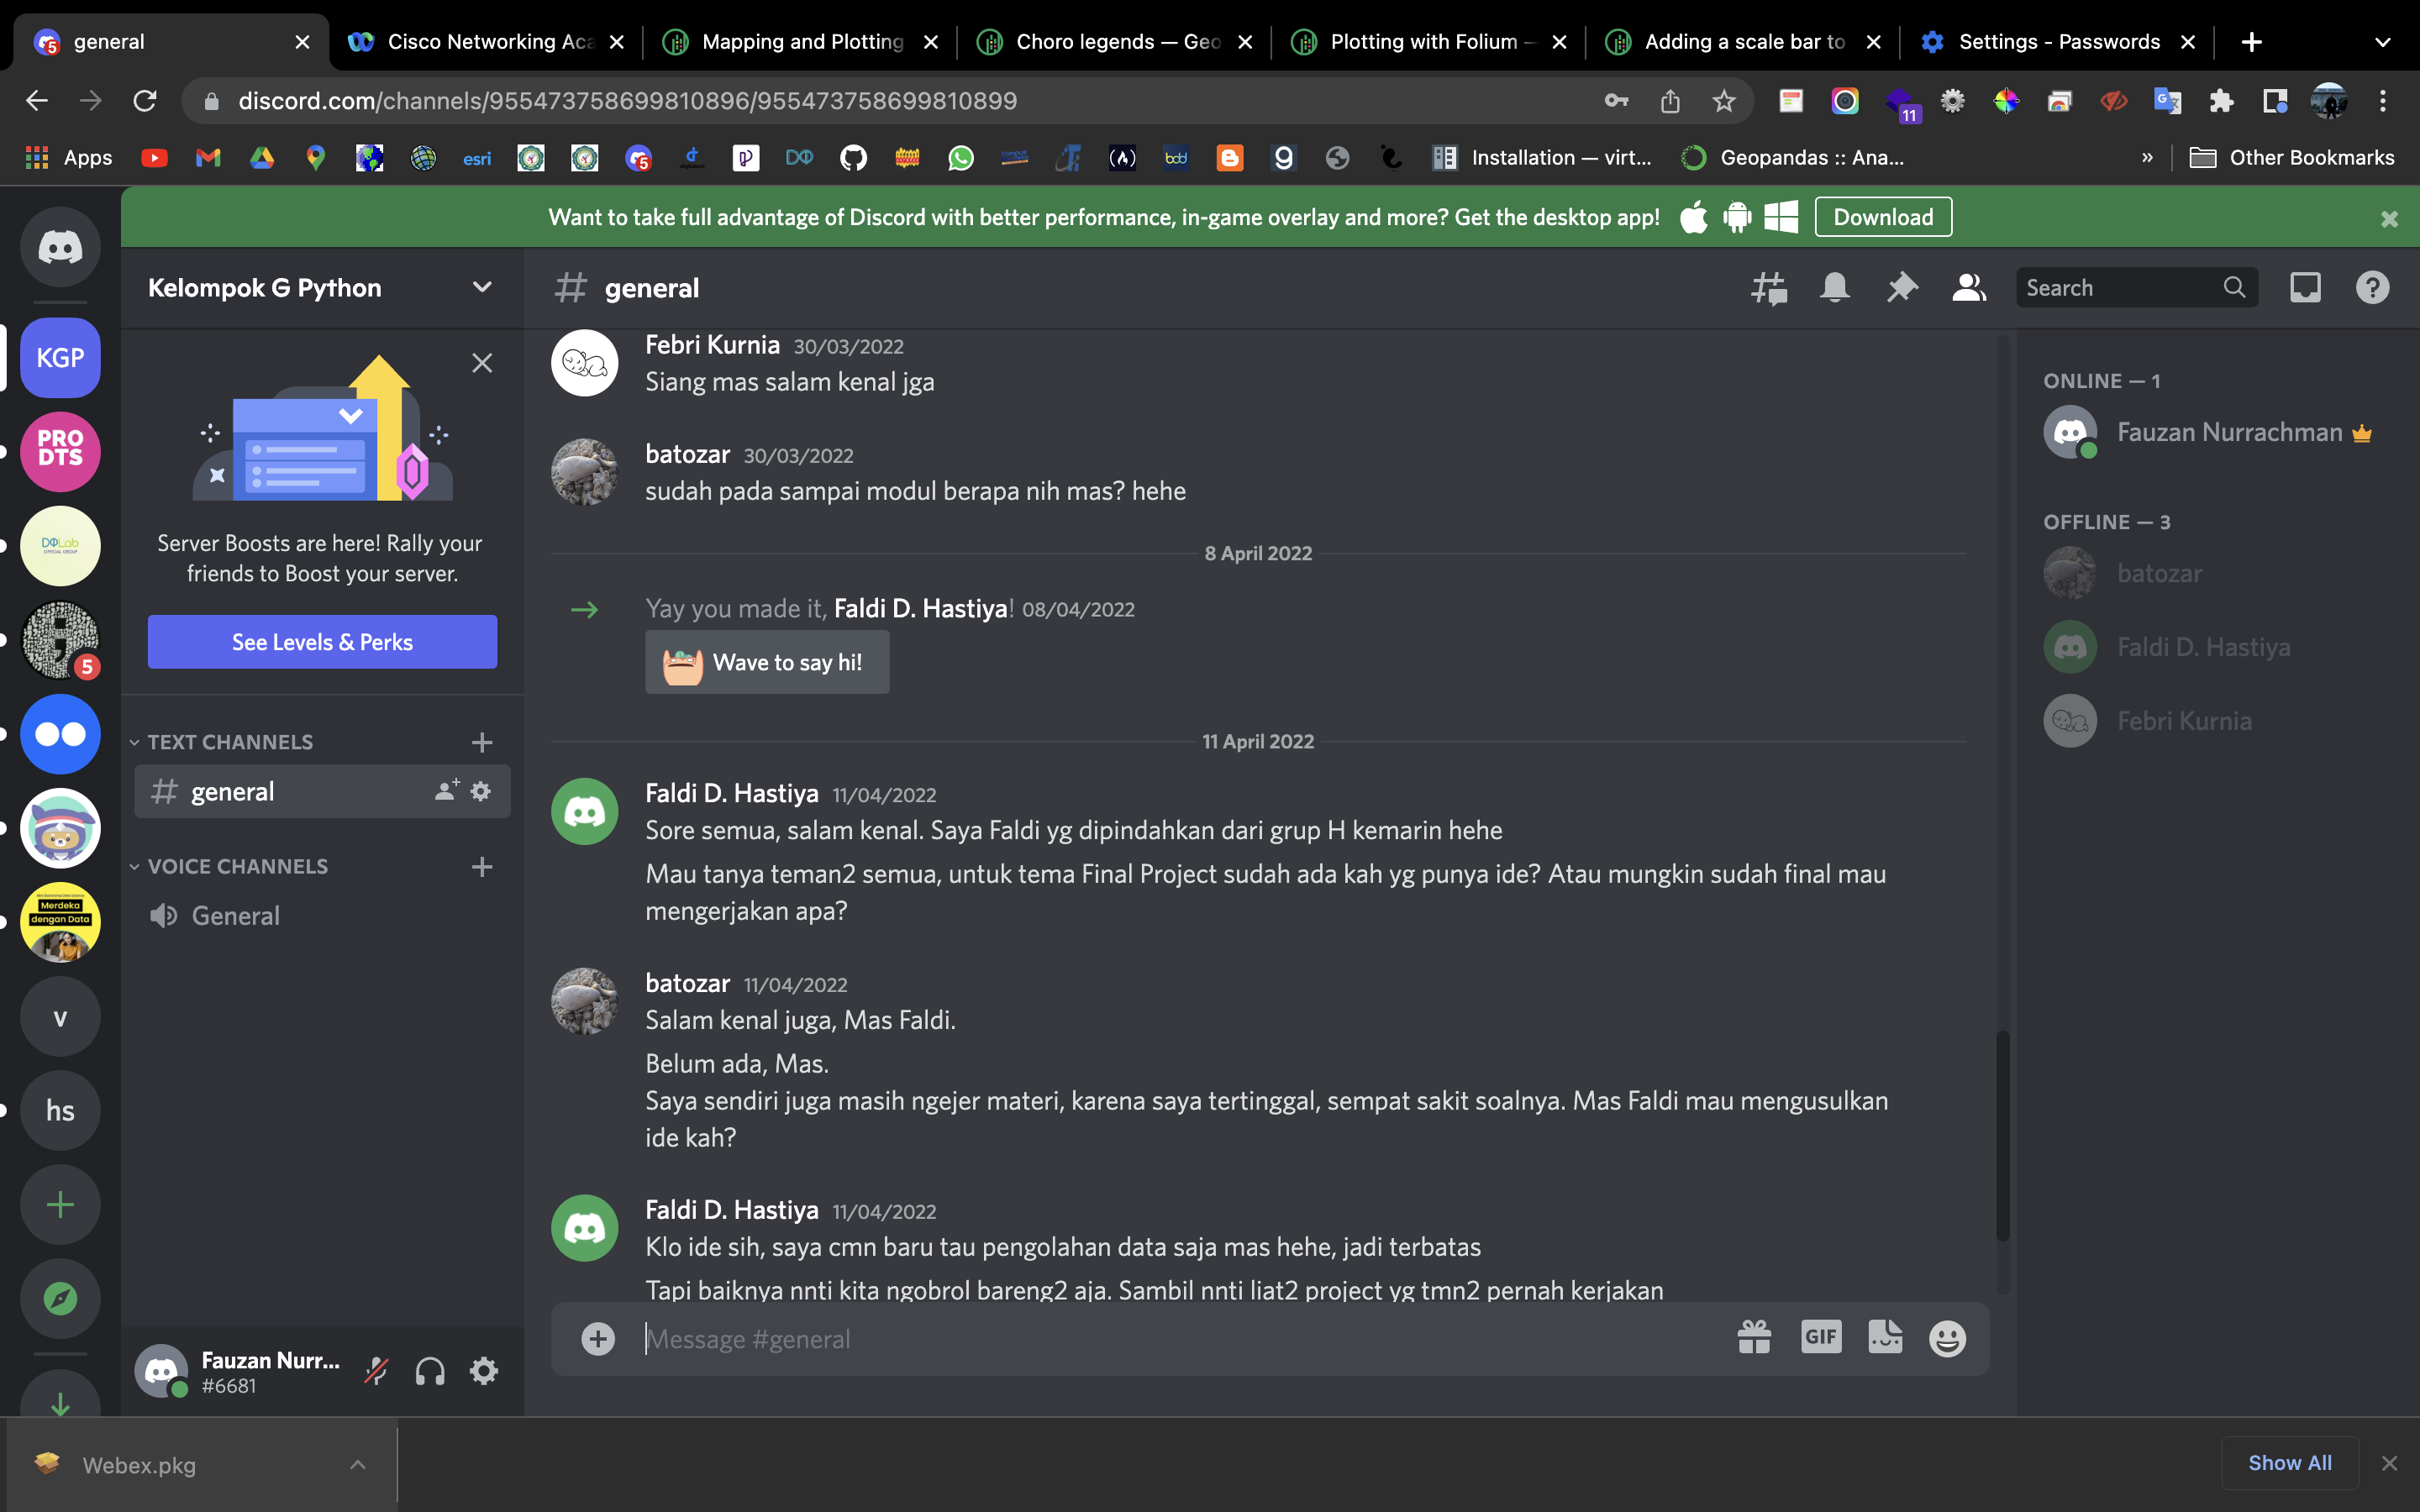 general
Cisco Networking Aca
Mapping and Plotting
Choro legends — Geo
Plotting with Folium —
Adding a scale bar to
Settings - Passwords
discord.com/channels/955473758699810896/955473758699810899
11
Apps
esri
5
Installation — virt...
Geopandas :: Ana...
»
Other Bookmarks
Want to take full advantage of Discord with better performance, in-game overlay and more? Get the desktop app!
Download
Kelompok G Python
# general
Search
KGP
PRO
DTS
DQLab
OFFICIAL GROUP
5
Merdeka
dengan Data
v
hs
Server Boosts are here! Rally your
friends to Boost your server.
See Levels & Perks
TEXT CHANNELS
# general
VOICE CHANNELS
General
Fauzan Nurr...
#6681
Febri Kurnia 30/03/2022
Siang mas salam kenal jga
batozar 30/03/2022
sudah pada sampai modul berapa nih mas? hehe
8 April 2022
Yay you made it, Faldi D. Hastiya! 08/04/2022
Wave to say hi!
11 April 2022
Faldi D. Hastiya 11/04/2022
Sore semua, salam kenal. Saya Faldi yg dipindahkan dari grup H kemarin hehe
Mau tanya teman2 semua, untuk tema Final Project sudah ada kah yg punya ide? Atau mungkin sudah final mau
mengerjakan apa?
batozar 11/04/2022
Salam kenal juga, Mas Faldi.
Belum ada, Mas.
Saya sendiri juga masih ngejer materi, karena saya tertinggal, sempat sakit soalnya. Mas Faldi mau mengusulkan
ide kah?
Faldi D. Hastiya 11/04/2022
Klo ide sih, saya cmn baru tau pengolahan data saja mas hehe, jadi terbatas
Tapi baiknya nnti kita ngobrol bareng2 aja. Sambil nnti liat2 project yg tmn2 pernah kerjakan
Message #general
GIF
ONLINE — 1
Fauzan Nurrachman
OFFLINE — 3
batozar
Faldi D. Hastiya
Febri Kurnia
Webex.pkg
Show All